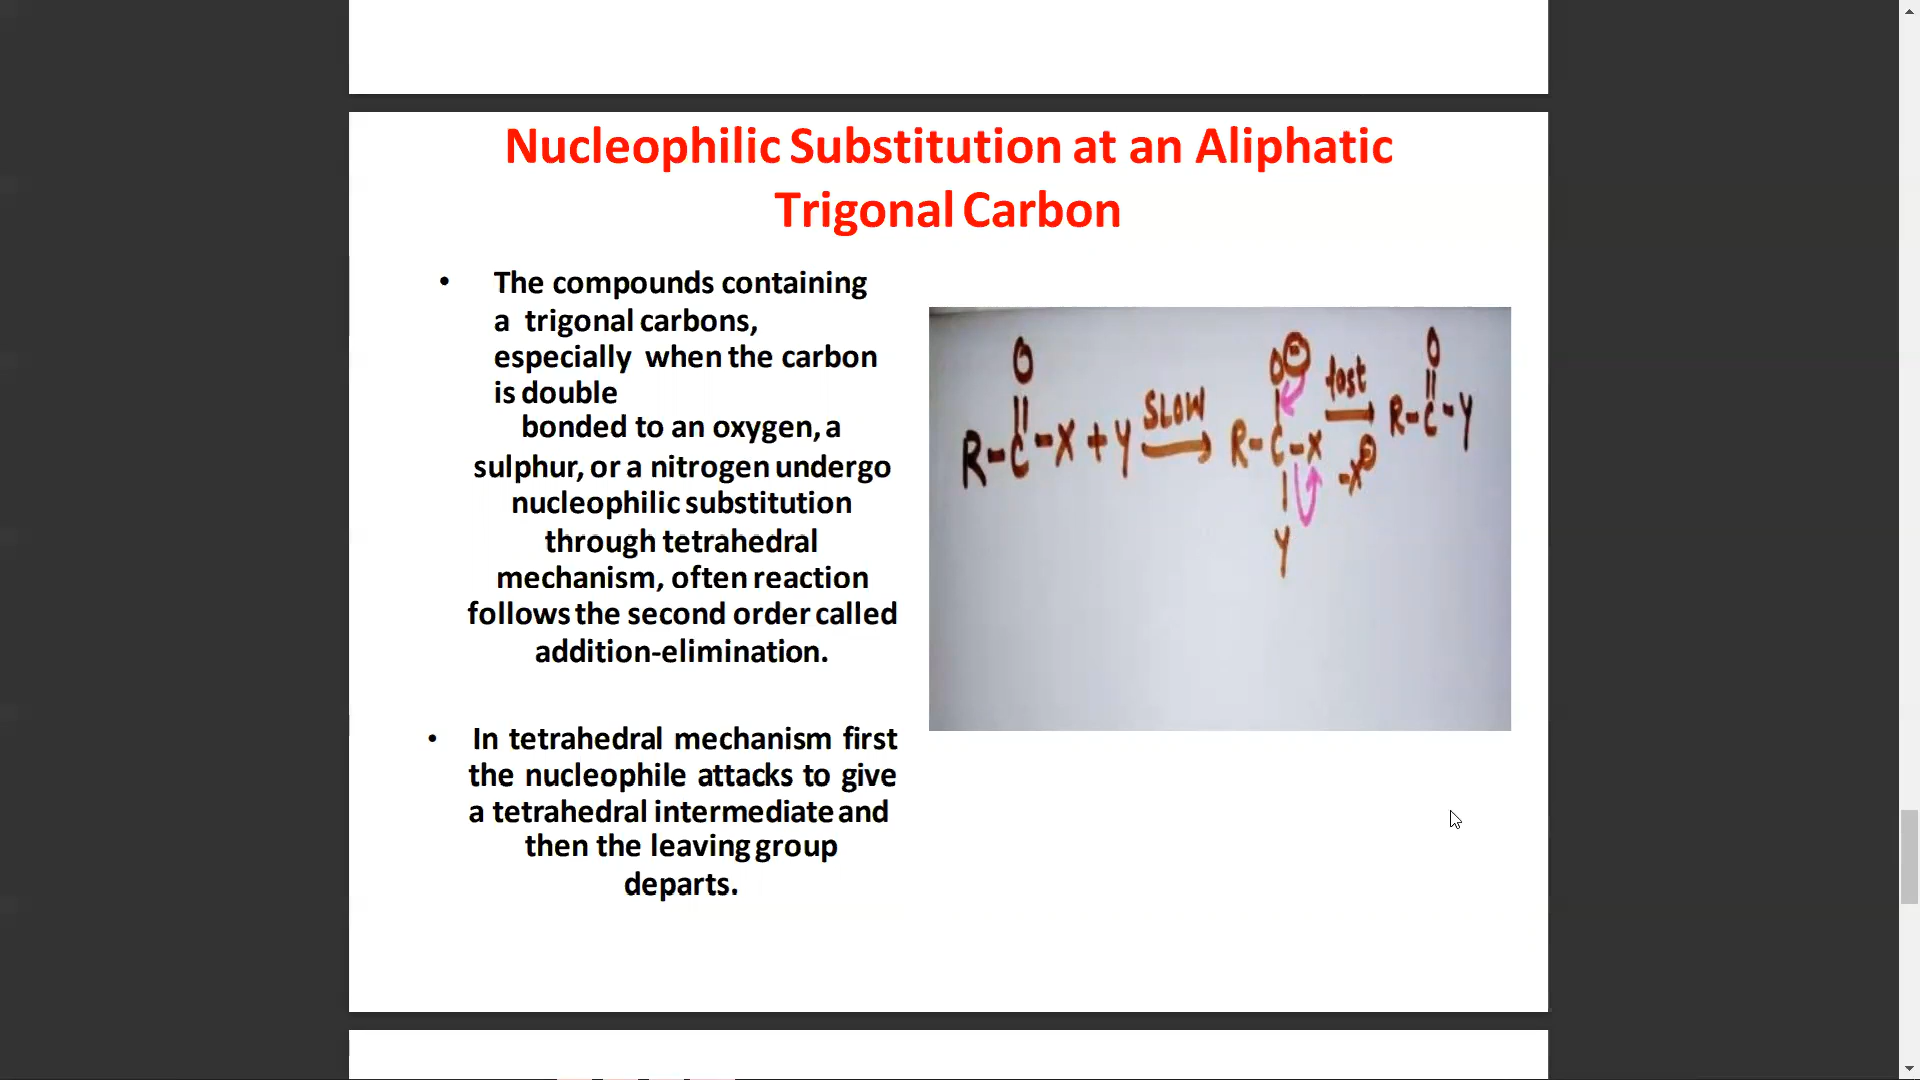 Nucleophilic Substitution at an Aliphatic
Trigonal Carbon
• The compounds containing
a trigonal carbons,
especially when the carbon
is double
bonded to an oxygen, a
sulphur, or a nitrogen undergo
nucleophilic substitution
through tetrahedral
mechanism, often reaction
follows the second order called
addition-elimination.
• In tetrahedral mechanism first
the nucleophile attacks to give
a tetrahedral intermediate and
then the leaving group
departs.
O O⊖ fast O
SLOW
R-C-X + Y → R-C-X → R-C-Y
-X⊖
Y